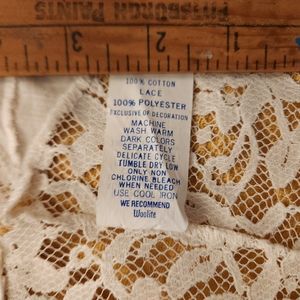 PITTSBURGH PAINTS
3 2 1
100% COTTON
LACE
100% POLYESTER
EXCLUSIVE OF DECORATION
MACHINE
WASH WARM
DARK COLORS
SEPARATELY
DELICATE CYCLE
TUMBLE DRY LOW
ONLY NON
CHLORINE BLEACH
WHEN NEEDED
USE COOL IRON
WE RECOMMEND
Woolite